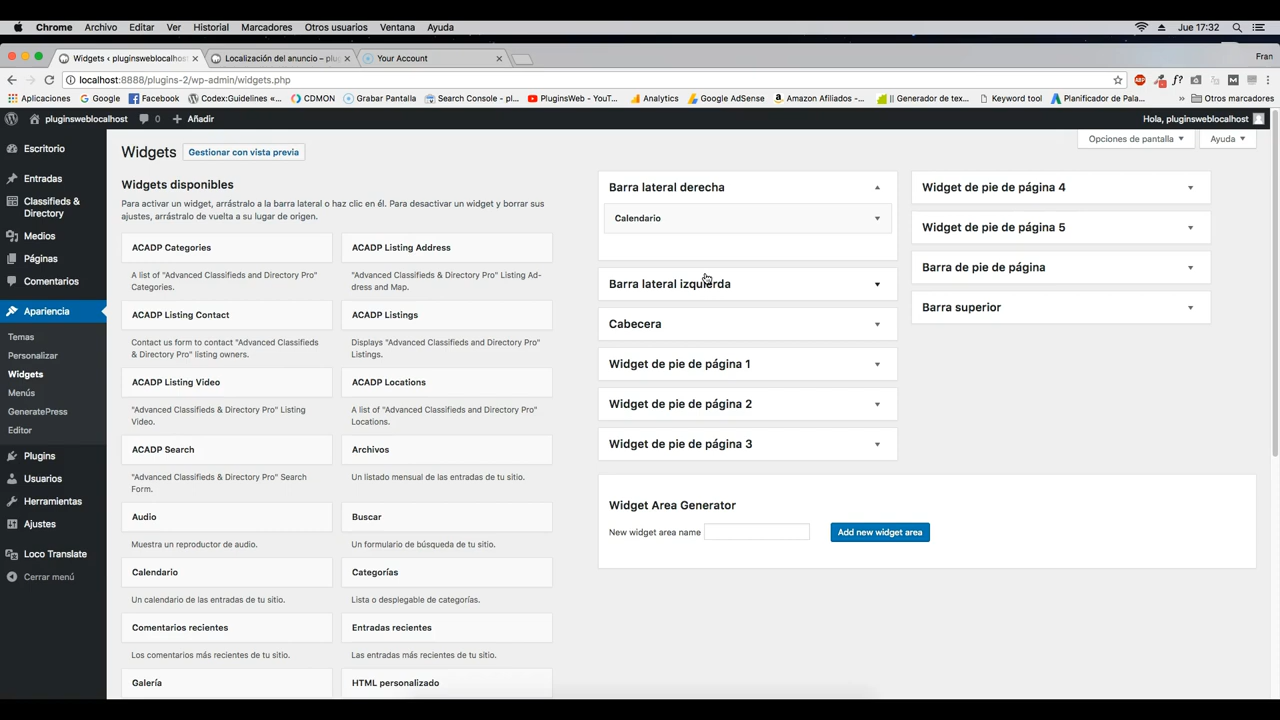 Chrome Archivo Editar Ver Historial Marcadores Otros usuarios Ventana Ayuda Jue 17:32
Widgets ‹ pluginsweblocalhost Localización del anuncio – plu Your Account Fran
localhost:8888/plugins-2/wp-admin/widgets.php
Aplicaciones Google Facebook Codex:Guidelines «... CDMON Grabar Pantalla Search Console - pl... PluginsWeb - YouT... Analytics Google AdSense Amazon Afiliados -... || Generador de tex... Keyword tool Planificador de Pala... » Otros marcadores
pluginsweblocalhost 0 Añadir Hola, pluginsweblocalhost
Opciones de pantalla Ayuda
Escritorio
Entradas
Classifieds &
Directory
Medios
Páginas
Comentarios
Apariencia
Temas
Personalizar
Widgets
Menús
GeneratePress
Editor
Plugins
Usuarios
Herramientas
Ajustes
Loco Translate
Cerrar menú
Widgets Gestionar con vista previa
Widgets disponibles
Para activar un widget, arrástralo a la barra lateral o haz clic en él. Para desactivar un widget y borrar sus
ajustes, arrástralo de vuelta a su lugar de origen.
ACADP Categories
A list of "Advanced Classifieds and Directory Pro"
Categories.
ACADP Listing Address
"Advanced Classifieds & Directory Pro" Listing Ad-
dress and Map.
ACADP Listing Contact
Contact us form to contact "Advanced Classifieds
& Directory Pro" listing owners.
ACADP Listings
Displays "Advanced Classifieds and Directory Pro"
Listings.
ACADP Listing Video
"Advanced Classifieds & Directory Pro" Listing
Video.
ACADP Locations
A list of "Advanced Classifieds and Directory Pro"
Locations.
ACADP Search
"Advanced Classifieds & Directory Pro" Search
Form.
Archivos
Un listado mensual de las entradas de tu sitio.
Audio
Muestra un reproductor de audio.
Buscar
Un formulario de búsqueda de tu sitio.
Calendario
Un calendario de las entradas de tu sitio.
Categorías
Lista o desplegable de categorías.
Comentarios recientes
Los comentarios más recientes de tu sitio.
Entradas recientes
Las entradas más recientes de tu sitio.
Galería
HTML personalizado
Barra lateral derecha
Calendario
Barra lateral izquierda
Cabecera
Widget de pie de página 1
Widget de pie de página 2
Widget de pie de página 3
Widget de pie de página 4
Widget de pie de página 5
Barra de pie de página
Barra superior
Widget Area Generator
New widget area name Add new widget area